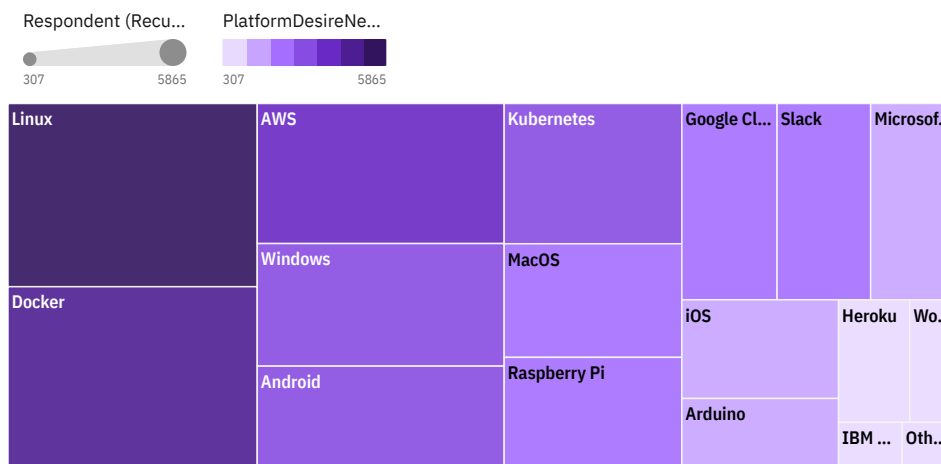 Respondent (Recu...
PlatformDesireNe...
307
5865
307
5865
Linux
AWS
Kubernetes
Google Cl...
Slack
Microsof.
Windows
MacOS
Docker
iOS
Heroku
Wo.
Android
Raspberry Pi
Arduino
IBM ...
Oth..